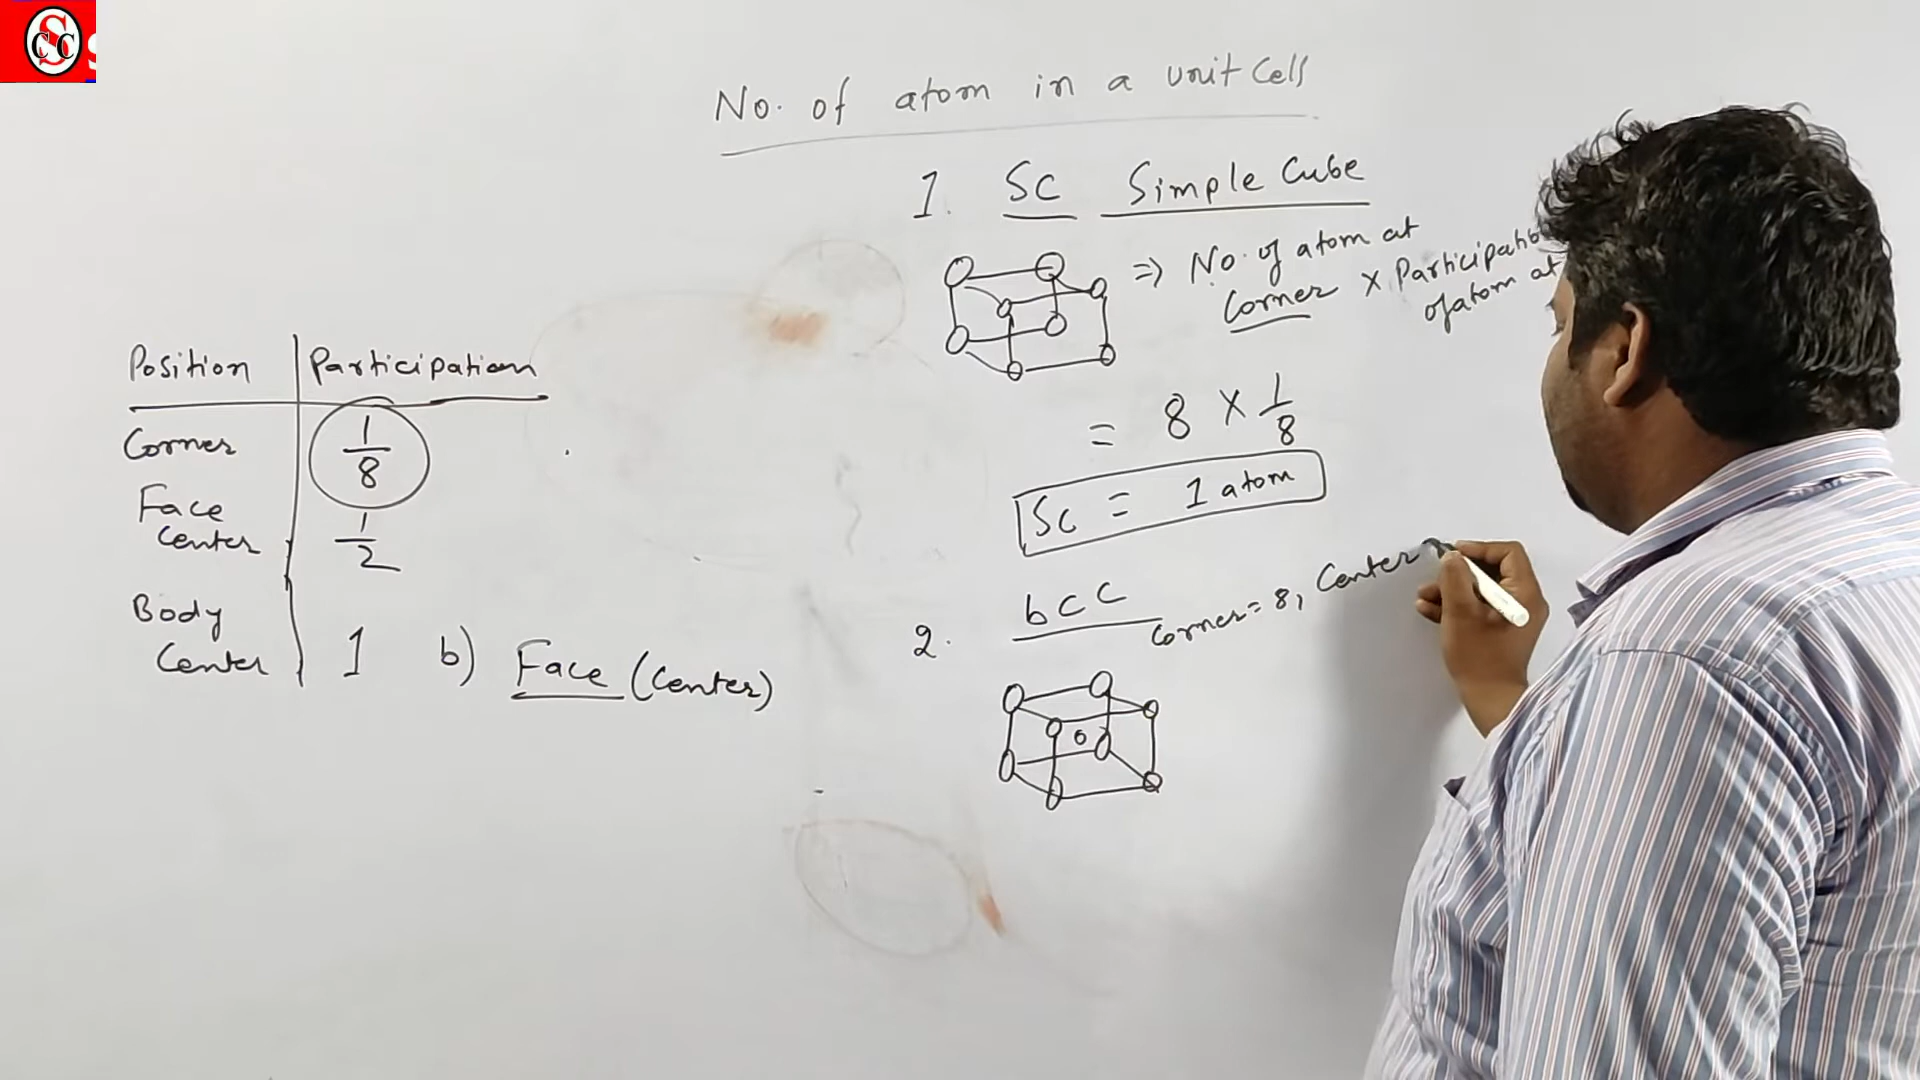 SCC
S
No. of atom in a unit Cell
1. SC Simple Cube
=> No. of atom at
Corner X Participatio
of atom at
= 8 X 1/8
SC = 1 atom
2. bcc
Corner = 8, Center
Position | Participation
Corner 1/8
Face
Center 1/2
Body
Center 1
b) Face (Center)